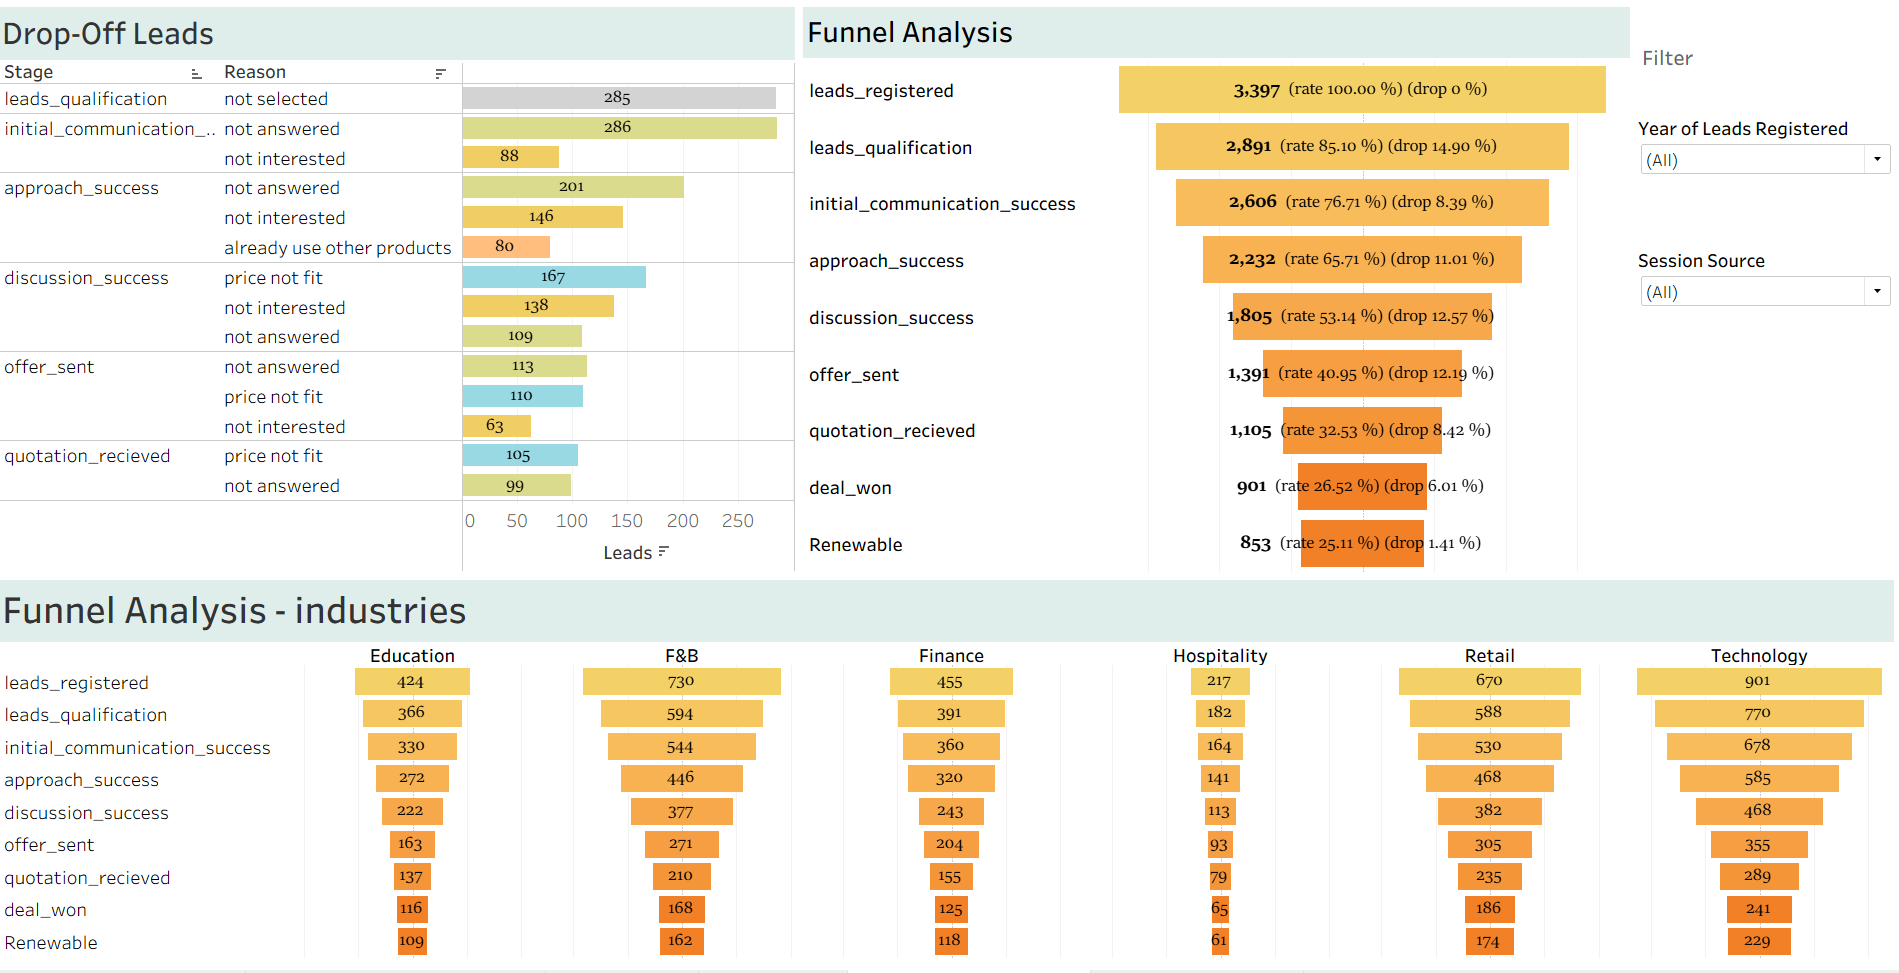 Drop-Off Leads
Stage Reason
leads_qualification not selected 285
initial_communication_.. not answered 286
not interested 88
approach_success not answered 201
not interested 146
already use other products 80
discussion_success price not fit 167
not interested 138
not answered 109
offer_sent not answered 113
price not fit 110
not interested 63
quotation_recieved price not fit 105
not answered 99
0 50 100 150 200 250
Leads
Funnel Analysis
leads_registered 3,397 (rate 100.00 %) (drop 0 %)
leads_qualification 2,891 (rate 85.10 %) (drop 14.90 %)
initial_communication_success 2,606 (rate 76.71 %) (drop 8.39 %)
approach_success 2,232 (rate 65.71 %) (drop 11.01 %)
discussion_success 1,805 (rate 53.14 %) (drop 12.57 %)
offer_sent 1,391 (rate 40.95 %) (drop 12.19 %)
quotation_recieved 1,105 (rate 32.53 %) (drop 8.42 %)
deal_won 901 (rate 26.52 %) (drop 6.01 %)
Renewable 853 (rate 25.11 %) (drop 1.41 %)
Filter
Year of Leads Registered
(All)
Session Source
(All)
Funnel Analysis - industries
Education F&B Finance Hospitality Retail Technology
leads_registered 424 730 455 217 670 901
leads_qualification 366 594 391 182 588 770
initial_communication_success 330 544 360 164 530 678
approach_success 272 446 320 141 468 585
discussion_success 222 377 243 113 382 468
offer_sent 163 271 204 93 305 355
quotation_recieved 137 210 155 79 235 289
deal_won 116 168 125 65 186 241
Renewable 109 162 118 61 174 229